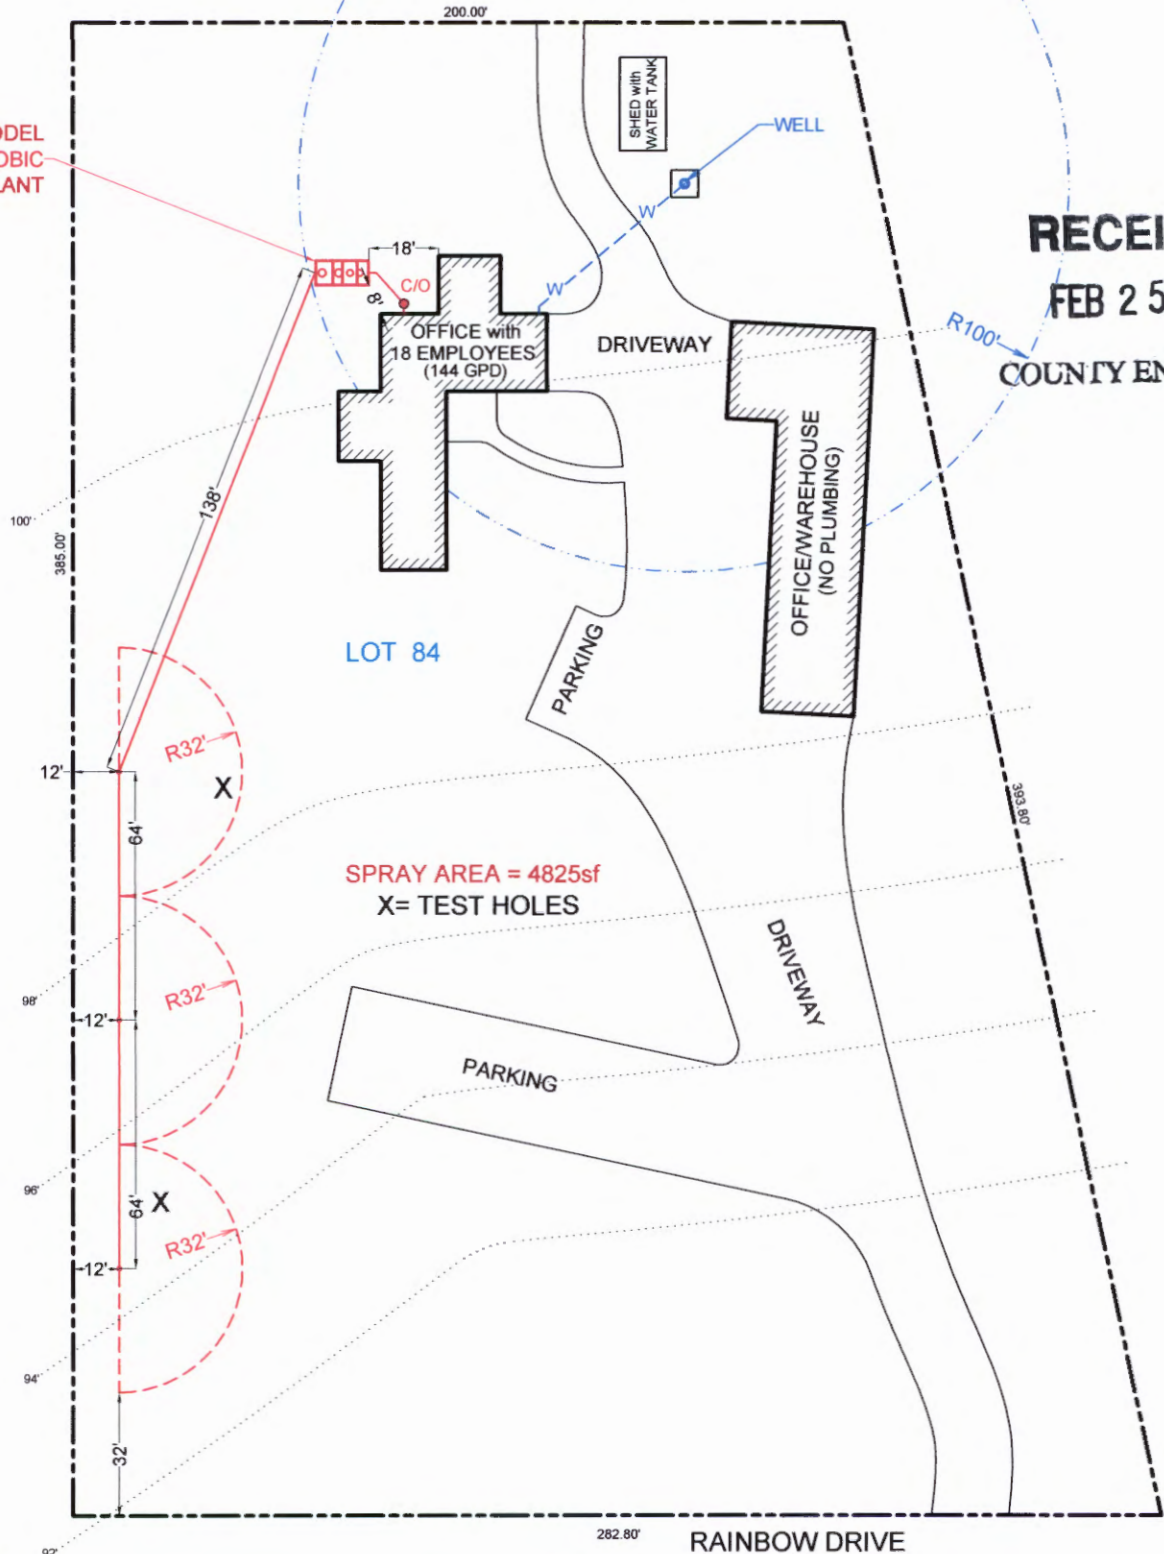 200.00'
SHED with
WATER TANK
WELL
ODEL
OBIC
LANT
W
W
18'
8'
C/O
OFFICE with
18 EMPLOYEES
(144 GPD)
DRIVEWAY
R100'
RECEI
FEB 25
COUNTY EN
OFFICE/WAREHOUSE
(NO PLUMBING)
138'
100'
385.00'
LOT 84
PARKING
R32'
X
12'
64'
393.80'
SPRAY AREA = 4825sf
X= TEST HOLES
DRIVEWAY
98'
R32'
12'
PARKING
96'
64'
X
R32'
12'
94'
32'
92'
282.80'
RAINBOW DRIVE